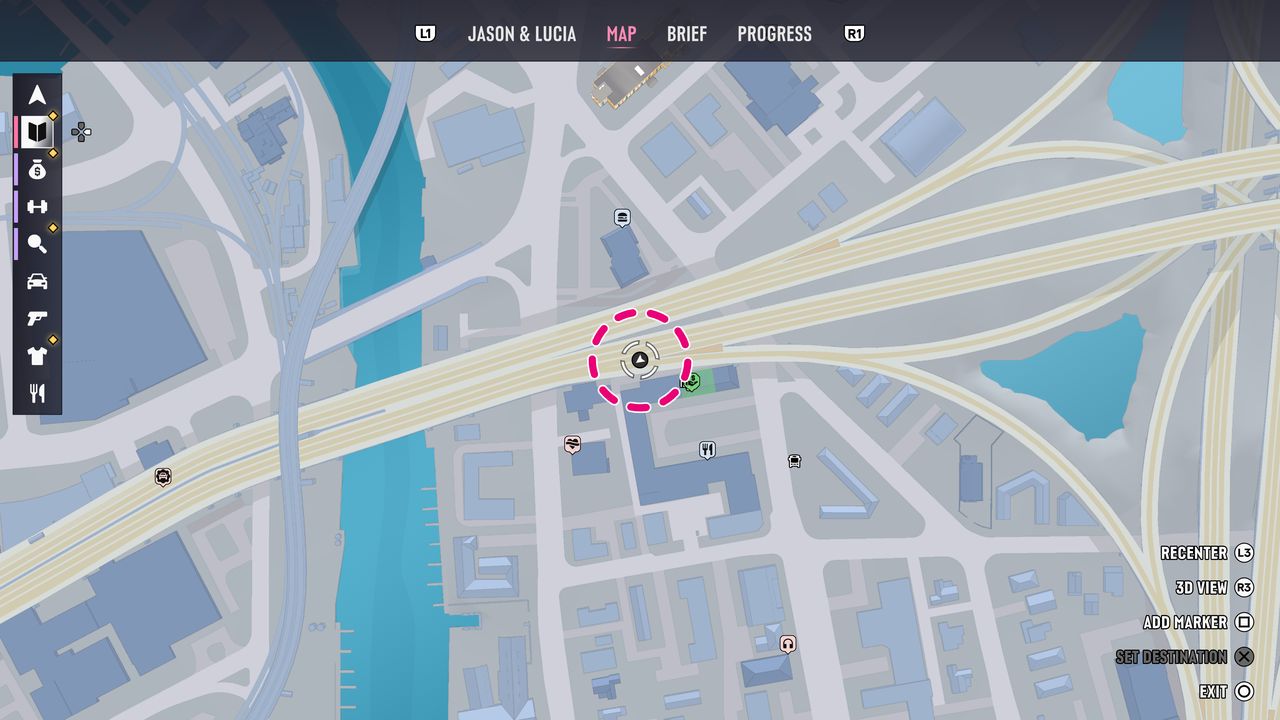 L1 JASON & LUCIA MAP BRIEF PROGRESS R1
RECENTER L3
3D VIEW R3
ADD MARKER
SET DESTINATION
EXIT